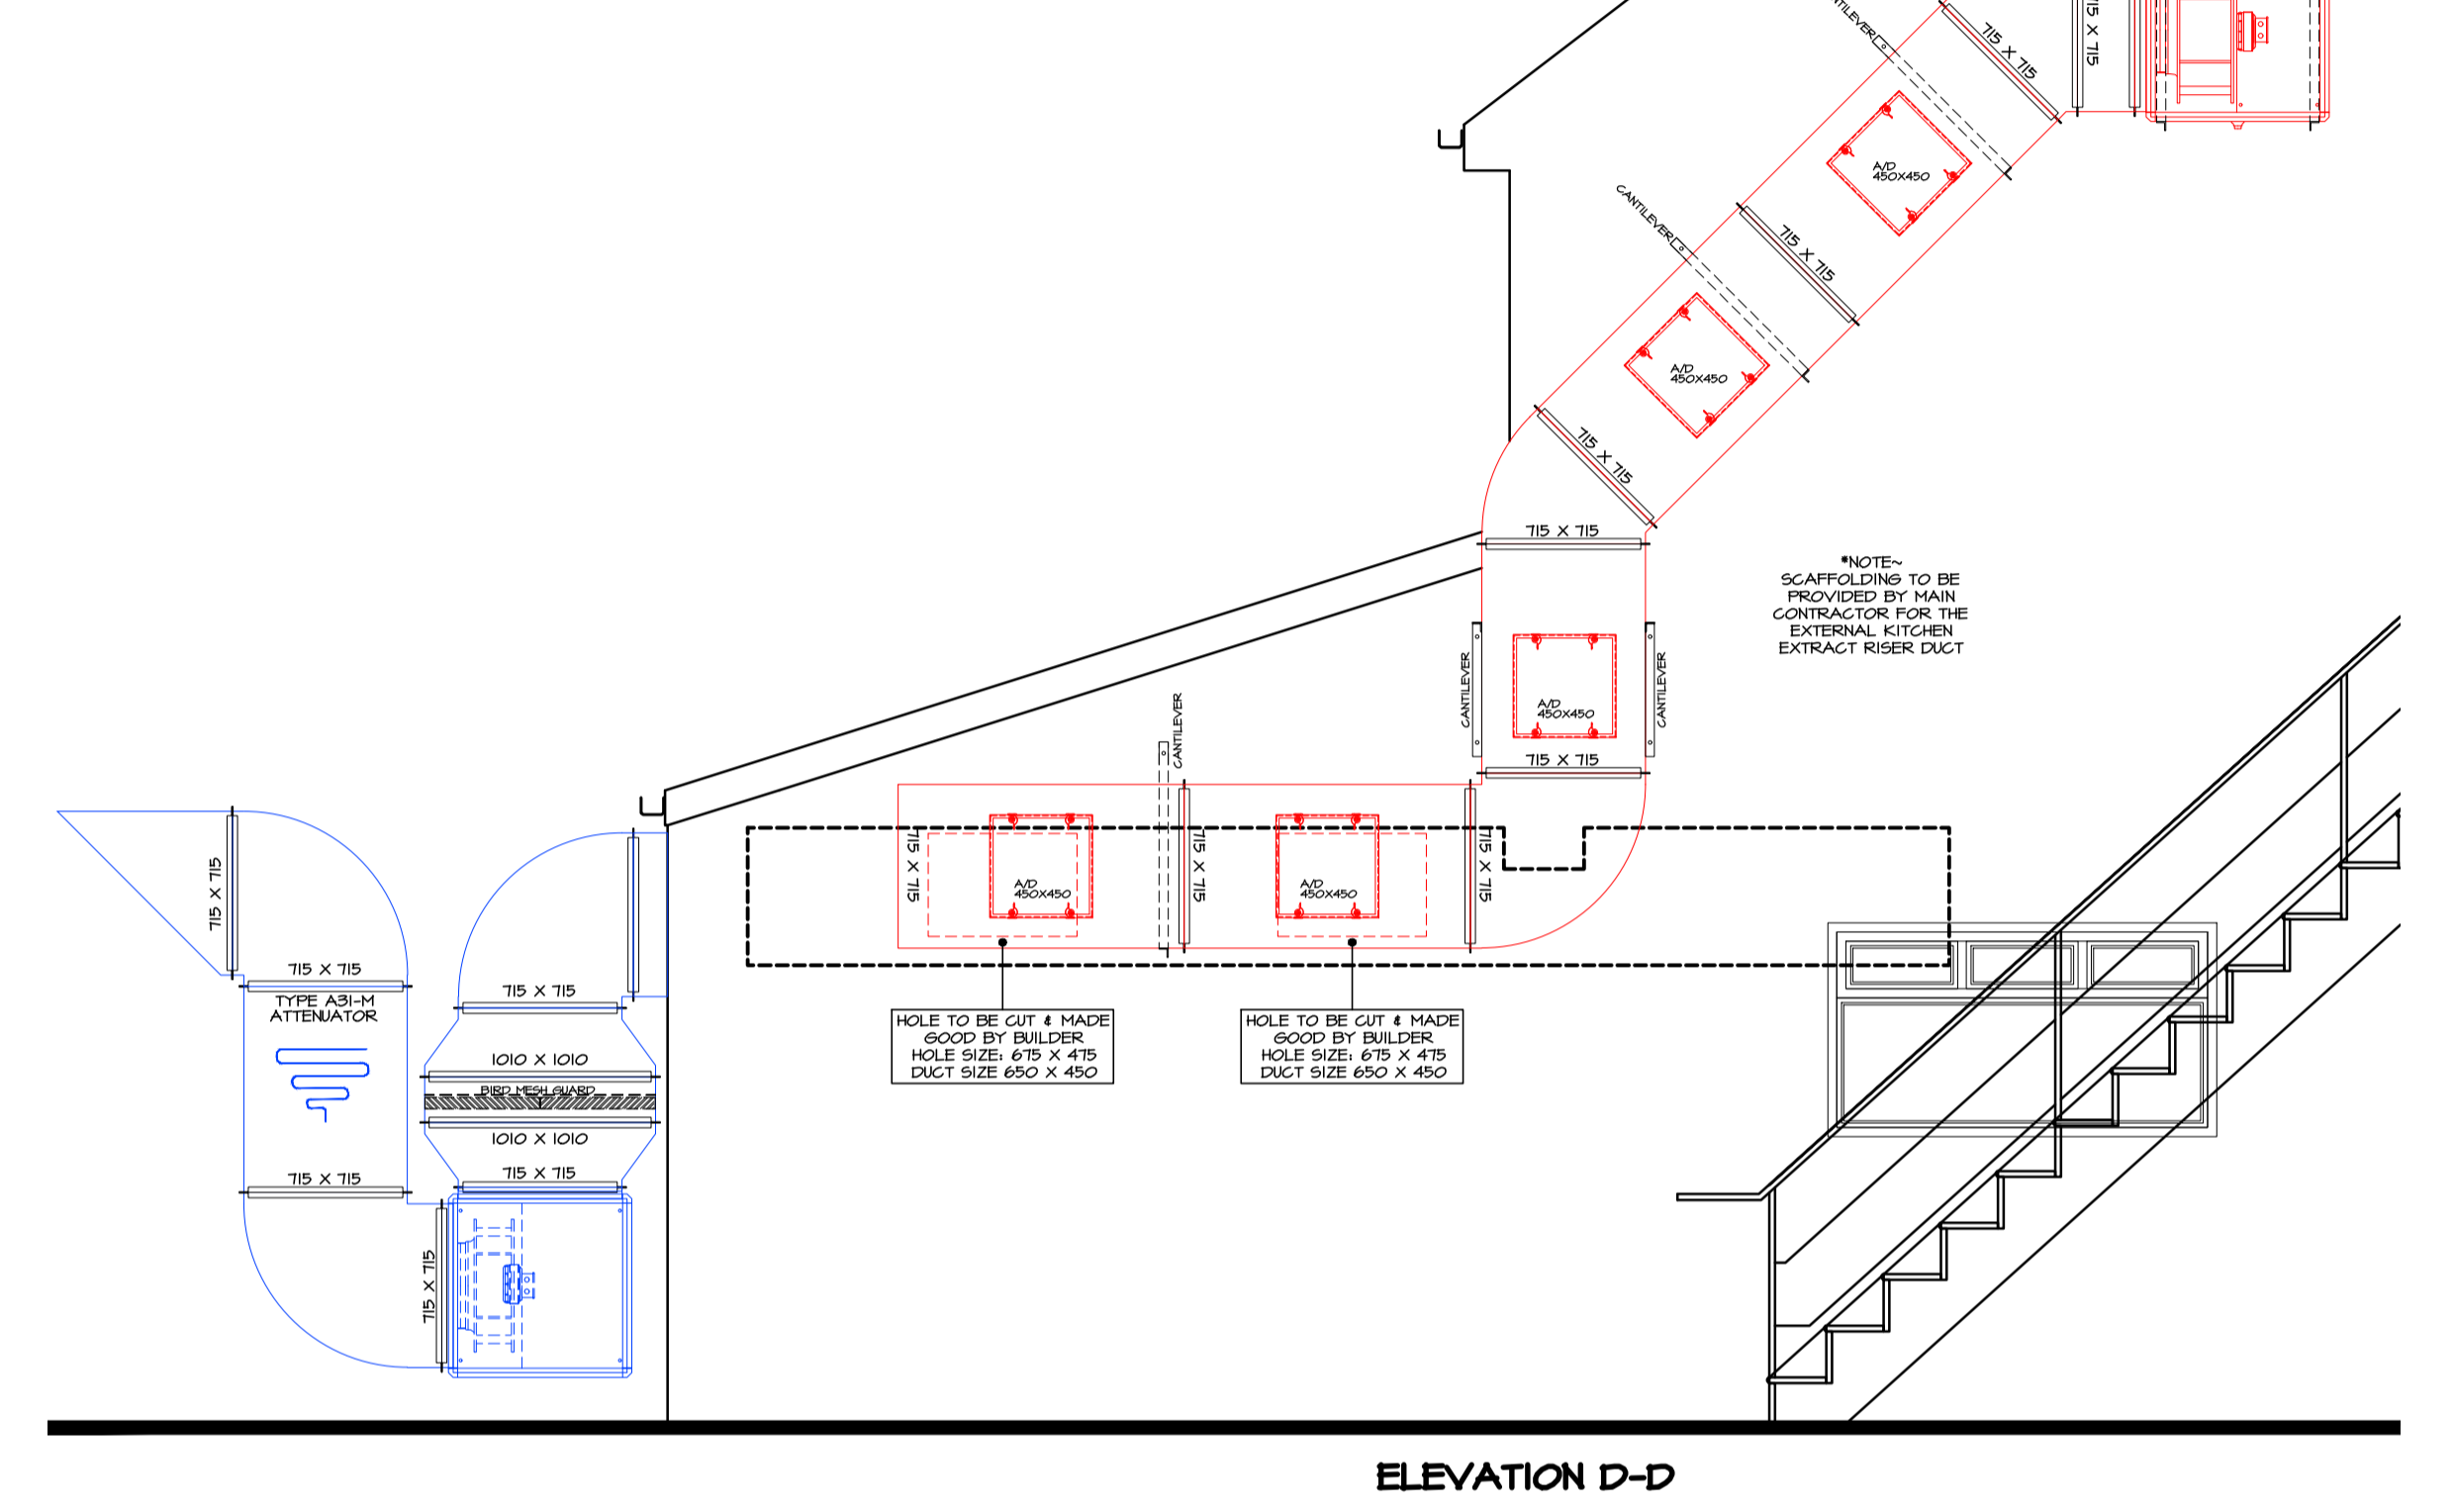 CANTILEVER
715 X 715
715 X 715
A/D
450X450
CANTILEVER
715 X 715
A/D
450X450
715 X 715
715 X 715
*NOTE~
SCAFFOLDING TO BE
PROVIDED BY MAIN
CONTRACTOR FOR THE
EXTERNAL KITCHEN
EXTRACT RISER DUCT
CANTILEVER
A/D
450X450
CANTILEVER
715 X 715
CANTILEVER
715 X 715
A/D
450X450
715 X 715
A/D
450X450
715 X 715
HOLE TO BE CUT & MADE
GOOD BY BUILDER
HOLE SIZE: 675 X 475
DUCT SIZE 650 X 450
HOLE TO BE CUT & MADE
GOOD BY BUILDER
HOLE SIZE: 675 X 475
DUCT SIZE 650 X 450
715 X 715
715 X 715
TYPE A31-M
ATTENUATOR
715 X 715
715 X 715
1010 X 1010
BIRD MESH GUARD
1010 X 1010
715 X 715
715 X 715
ELEVATION D-D